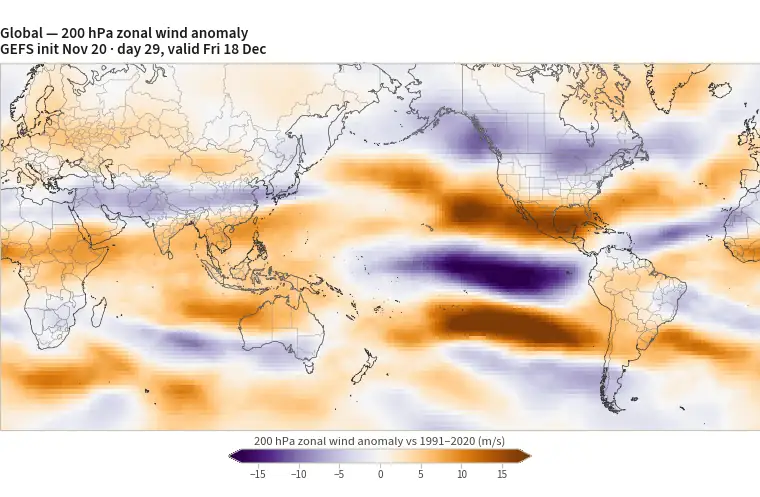 Global — 200 hPa zonal wind anomaly
GEFS init Nov 20 · day 29, valid Fri 18 Dec
200 hPa zonal wind anomaly vs 1991–2020 (m/s)
−15 −10 −5 0 5 10 15